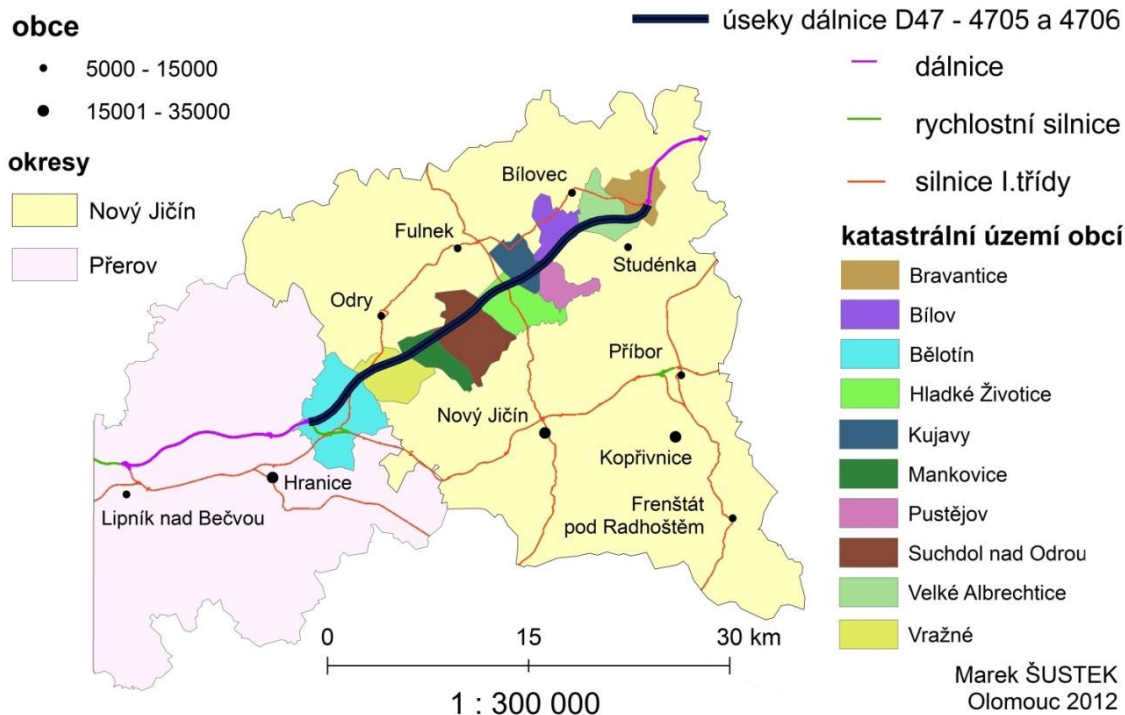 obce
5000 - 15000
15001 - 35000
okresy
Nový Jičín
Přerov
úseky dálnice D47 - 4705 a 4706
dálnice
rychlostní silnice
silnice I.třídy
katastrální území obcí
Bravantice
Bílov
Bělotín
Hladké Životice
Kujavy
Mankovice
Pustějov
Suchdol nad Odrou
Velké Albrechtice
Vražné
Bílovec
Fulnek
Studénka
Odry
Příbor
Nový Jičín
Kopřivnice
Hranice
Lipník nad Bečvou
Frenštát
pod Radhoštěm
0 15 30 km
1 : 300 000
Marek ŠUSTEK
Olomouc 2012